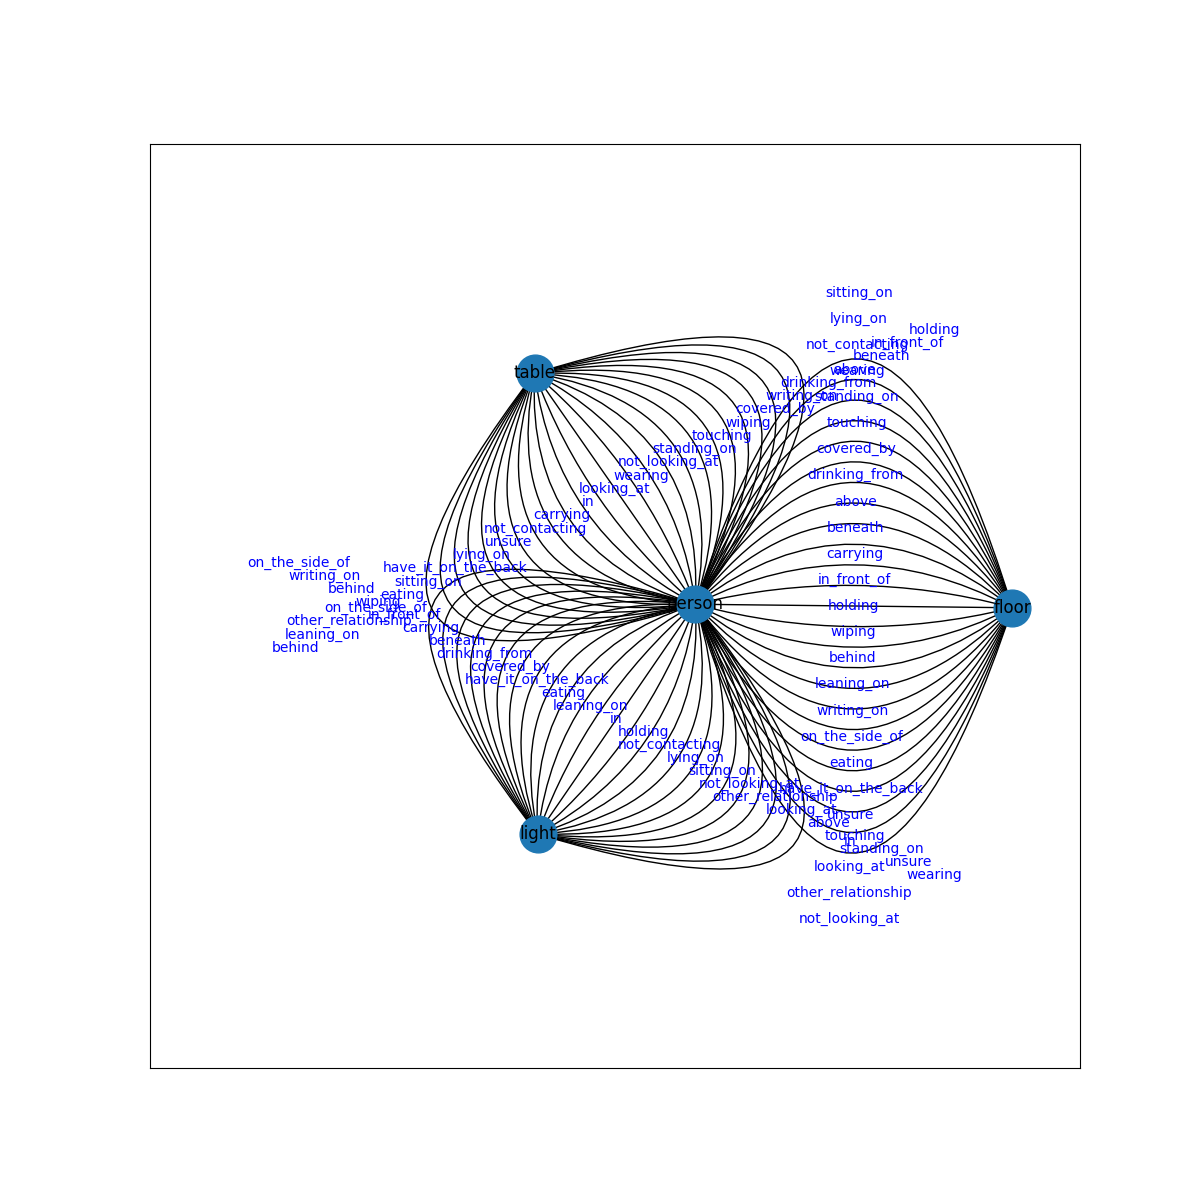 sitting_on
lying_on
holding
in_front_of
not_contacting
beneath
above
wearing
table
drinking_from
writing_on
standing_on
covered_by
wiping
touching
touching
standing_on
covered_by
not_looking_at
wearing
drinking_from
looking_at
in
above
carrying
not_contacting
beneath
unsure
lying_on
carrying
on_the_side_of
have_it_on_the_back
writing_on
sitting_on
in_front_of
behind
eating
wiping
person
holding
on_the_side_of
floor
in_front_of
other_relationship
carrying
wiping
leaning_on
beneath
behind
drinking_from
behind
covered_by
have_it_on_the_back
leaning_on
eating
leaning_on
writing_on
in
holding
on_the_side_of
not_contacting
lying_on
eating
sitting_on
not_looking_at
in
have_it_on_the_back
other_relationship
looking_at
unsure
above
light
touching
in
standing_on
unsure
looking_at
wearing
other_relationship
not_looking_at